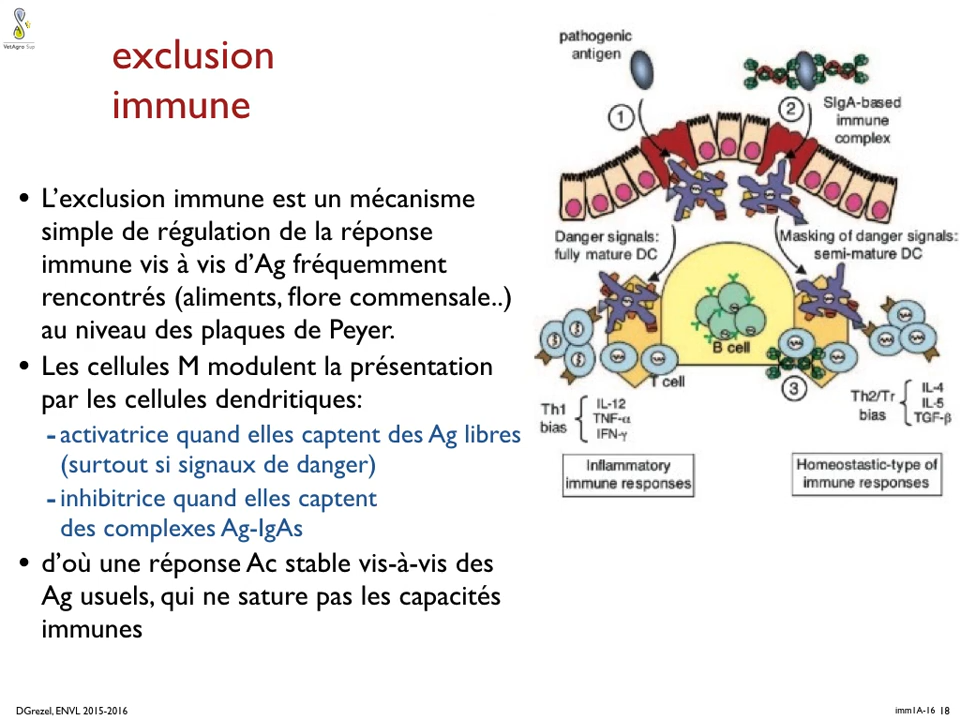 VetAgro Sup
exclusion
immune
• L'exclusion immune est un mécanisme
simple de régulation de la réponse
immune vis à vis d'Ag fréquemment
rencontrés (aliments, flore commensale..)
au niveau des plaques de Peyer.
• Les cellules M modulent la présentation
par les cellules dendritiques:
- activatrice quand elles captent des Ag libres
(surtout si signaux de danger)
- inhibitrice quand elles captent
des complexes Ag-IgAs
• d'où une réponse Ac stable vis-à-vis des
Ag usuels, qui ne sature pas les capacités
immunes
pathogenic
antigen
1
2
SIgA-based
immune
complex
Danger signals:
fully mature DC
Masking of danger signals:
semi-mature DC
B cell
T cell
3
Th1
bias
IL-12
TNF-α
IFN-γ
Th2/Tr
bias
IL-4
IL-5
TGF-β
Inflammatory
immune responses
Homeostastic-type of
immune responses
DGrezel, ENVL 2015-2016
imm1A-16 18